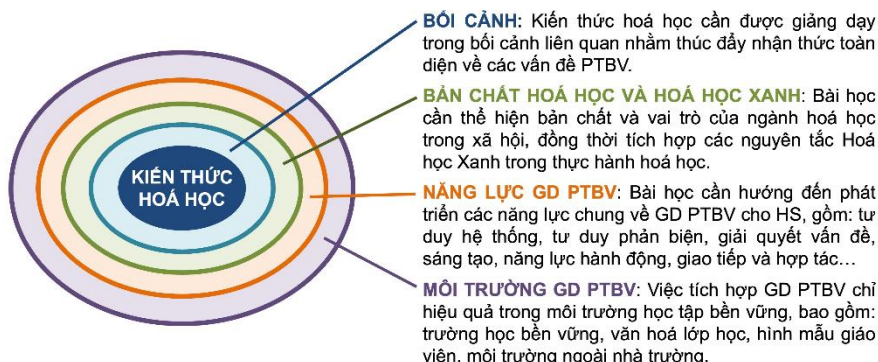 BỐI CẢNH: Kiến thức hoá học cần được giảng dạy
trong bối cảnh liên quan nhằm thúc đẩy nhận thức toàn
diện về các vấn đề PTBV.
BẢN CHẤT HOÁ HỌC VÀ HOÁ HỌC XANH: Bài học
cần thể hiện bản chất và vai trò của ngành hoá học
trong xã hội, đồng thời tích hợp các nguyên tắc Hoá
học Xanh trong thực hành hoá học.
KIẾN THỨC
HOÁ HỌC
NĂNG LỰC GD PTBV: Bài học cần hướng đến phát
triển các năng lực chung về GD PTBV cho HS, gồm: tư
duy hệ thống, tư duy phản biện, giải quyết vấn đề,
sáng tạo, năng lực hành động, giao tiếp và hợp tác…
MÔI TRƯỜNG GD PTBV: Việc tích hợp GD PTBV chỉ
hiệu quả trong môi trường học tập bền vững, bao gồm:
trường học bền vững, văn hoá lớp học, hình mẫu giáo
viên, môi trường ngoài nhà trường.